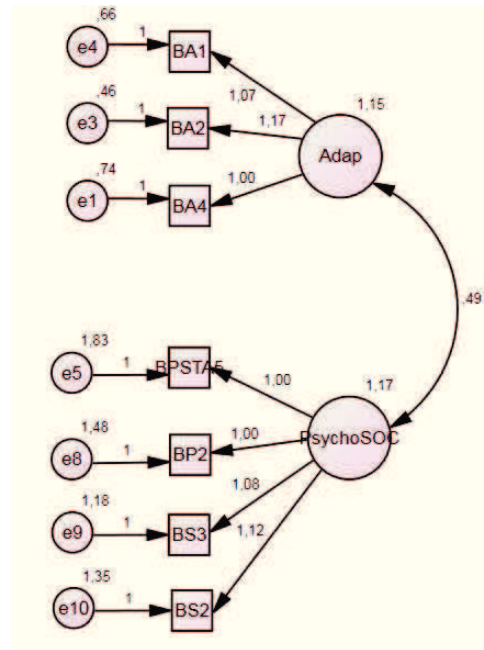 ,66
e4 1 BA1
1,07
,46
e3 1 BA2
1,17
1,15
Adap
,74
e1 1 BA4
1,00
,49
1,83
e5 1 BPSTA5
1,00
1,17
PsychoSOC
1,48
e8 1 BP2
1,00
1,18
e9 1 BS3
1,08
1,35
e10 1 BS2
1,12